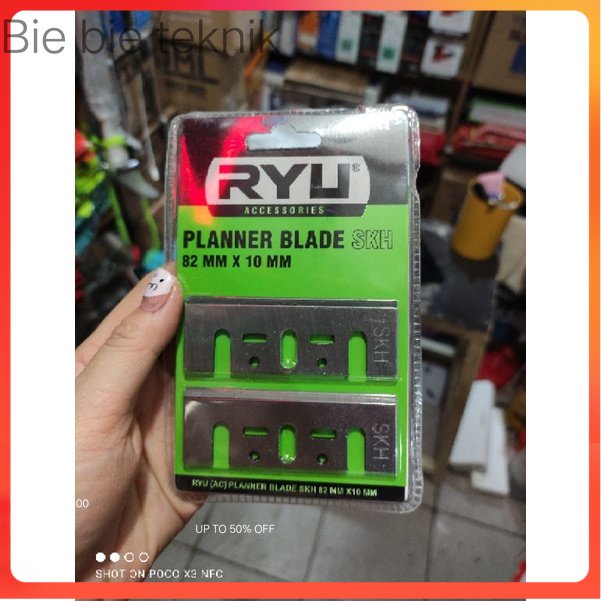 Bie bie teknik
RYU®
ACCESSORIES
PLANNER BLADE SKH
82 MM X 10 MM
SKH
SKH
RYU (AC) PLANNER BLADE SKH 82 MM X10 MM
00
UP TO 50% OFF
SHOT ON POCO X3 NFC